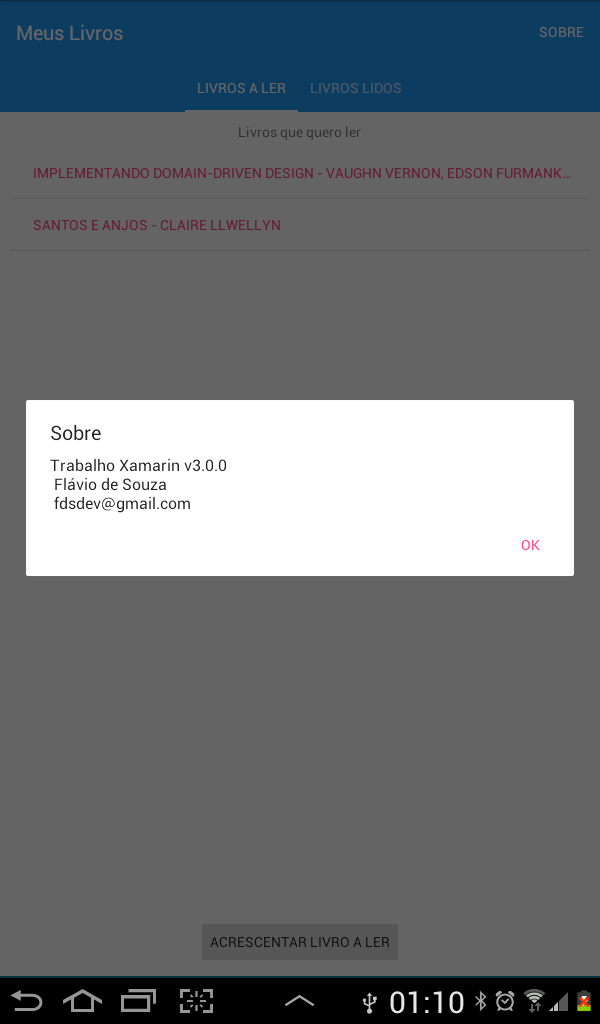 Meus Livros
SOBRE
LIVROS A LER
LIVROS LIDOS
Livros que quero ler
IMPLEMENTANDO DOMAIN-DRIVEN DESIGN - VAUGHN VERNON, EDSON FURMANK...
SANTOS E ANJOS - CLAIRE LLWELLYN
Sobre
Trabalho Xamarin v3.0.0
Flávio de Souza
fdsdev@gmail.com
OK
ACRESCENTAR LIVRO A LER
01:10